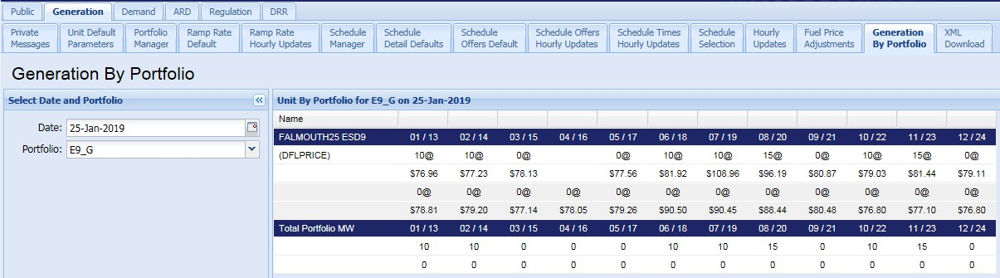 Public Generation Demand ARD Regulation DRR
Private Messages Unit Default Parameters Portfolio Manager Ramp Rate Default Ramp Rate Hourly Updates Schedule Manager Schedule Detail Defaults Schedule Offers Default Schedule Offers Hourly Updates Schedule Times Hourly Updates Schedule Selection Hourly Updates Fuel Price Adjustments Generation By Portfolio XML Download
Generation By Portfolio
Select Date and Portfolio
Date: 25-Jan-2019
Portfolio: E9_G
Unit By Portfolio for E9_G on 25-Jan-2019
Name
FALMOUTH25 ESD9 01 / 13 02 / 14 03 / 15 04 / 16 05 / 17 06 / 18 07 / 19 08 / 20 09 / 21 10 / 22 11 / 23 12 / 24
(DFLPRICE) 10@ 10@ 0@ 0@ 10@ 10@ 15@ 0@ 10@ 15@ 0@
$76.96 $77.23 $78.13 $77.56 $81.92 $108.96 $96.19 $80.87 $79.03 $81.44 $79.11
0@ 0@ 0@ 0@ 0@ 0@ 0@ 0@ 0@ 0@ 0@ 0@
$78.81 $79.20 $77.14 $78.05 $79.26 $90.50 $90.45 $88.44 $80.48 $76.80 $77.10 $76.80
Total Portfolio MW 01 / 13 02 / 14 03 / 15 04 / 16 05 / 17 06 / 18 07 / 19 08 / 20 09 / 21 10 / 22 11 / 23 12 / 24
10 10 0 0 0 10 10 15 0 10 15 0
0 0 0 0 0 0 0 0 0 0 0 0